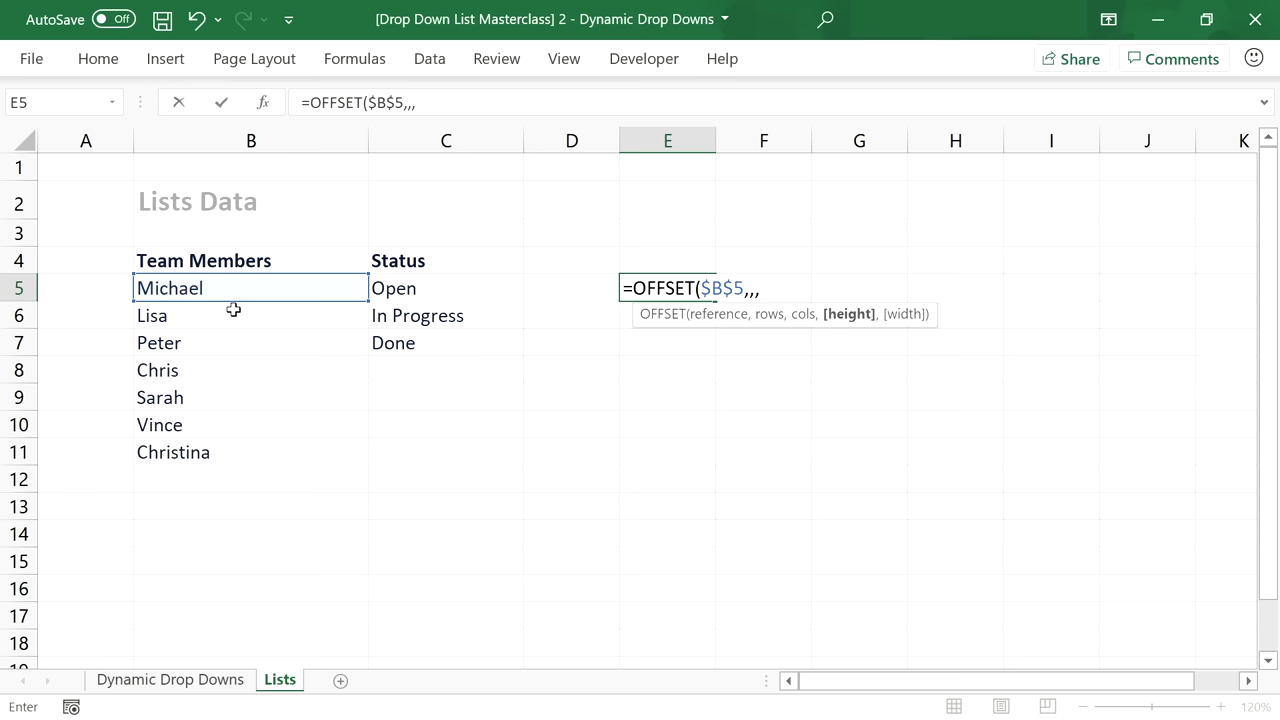 AutoSave Off [Drop Down List Masterclass] 2 - Dynamic Drop Downs
File Home Insert Page Layout Formulas Data Review View Developer Help Share Comments
E5 fx =OFFSET($B$5,,,
A B C D E F G H I J K
1
2 Lists Data
3
4 Team Members Status
5 Michael Open =OFFSET($B$5,,,
6 Lisa In Progress OFFSET(reference, rows, cols, [height], [width])
7 Peter Done
8 Chris
9 Sarah
10 Vince
11 Christina
12
13
14
15
16
17
18
Dynamic Drop Downs Lists
Enter 120%